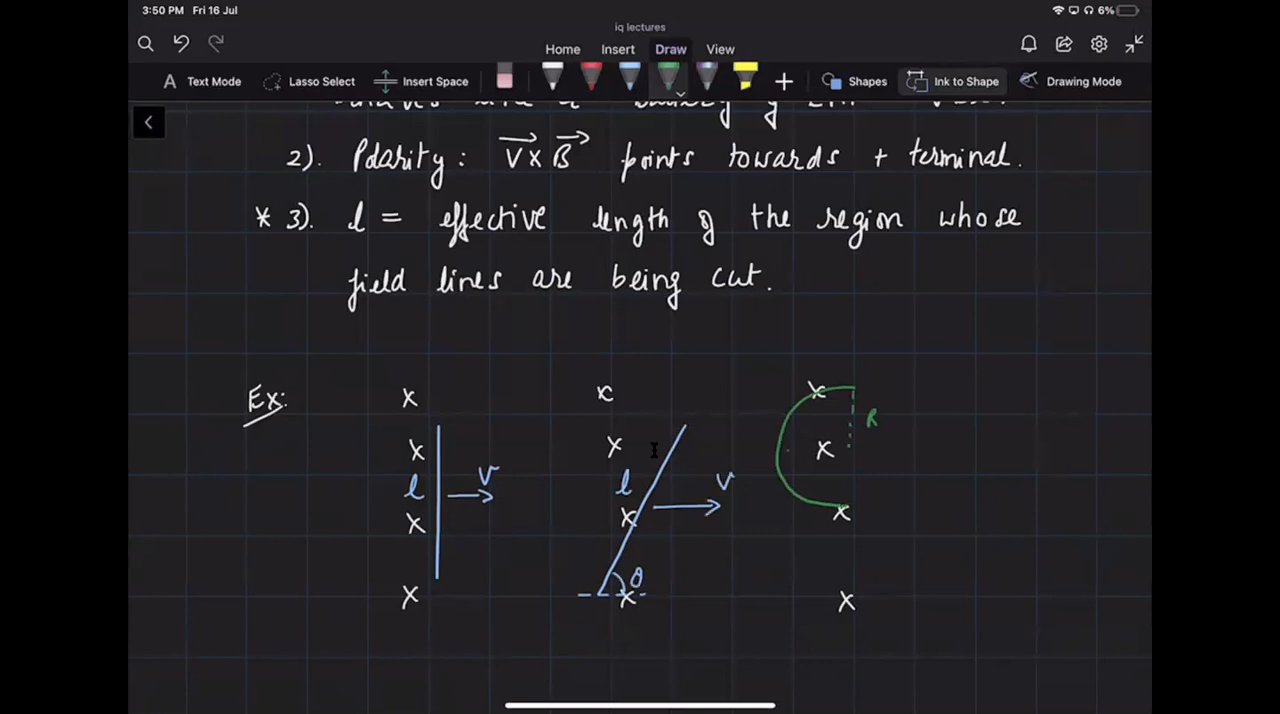 3:50 PM Fri 16 Jul
6%
iq lectures
Home Insert Draw View
Text Mode Lasso Select Insert Space Shapes Ink to Shape Drawing Mode
2). Polarity: V X B points towards + terminal.
* 3). l = effective length of the region whose
field lines are being cut.
Ex:
x x x
x x x
l v l v R
x x x
θ
x x x